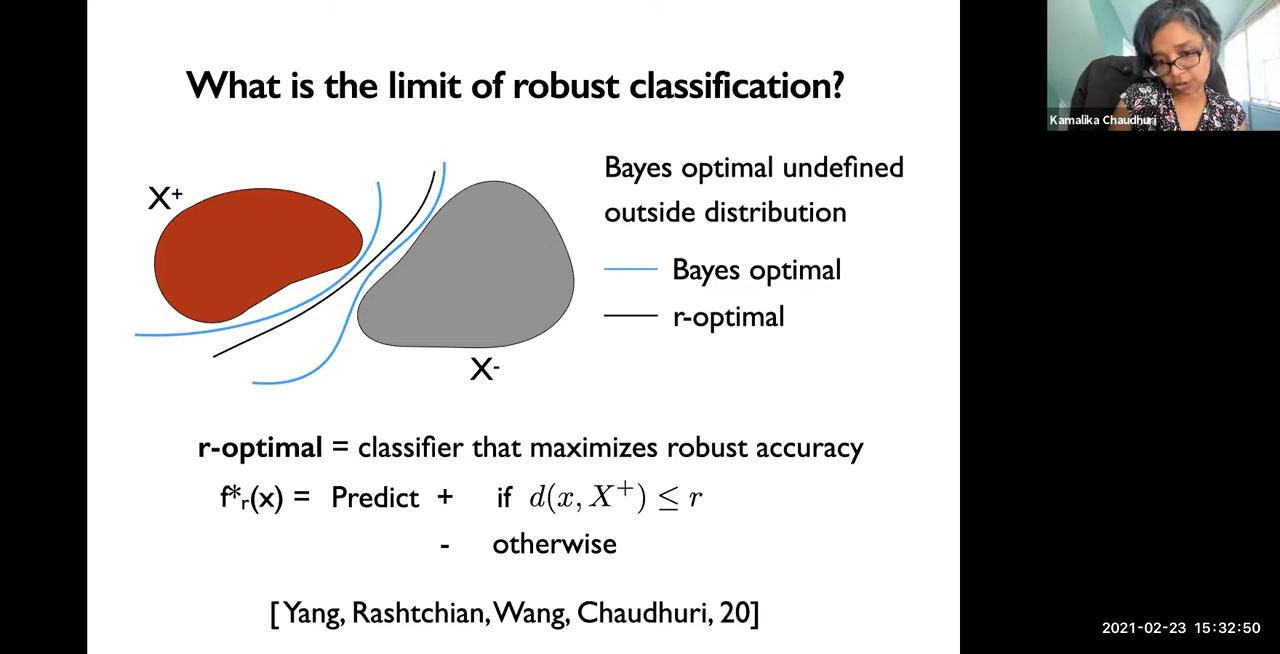 What is the limit of robust classification?
Kamalika Chaudhuri
X⁺
Bayes optimal undefined
outside distribution
Bayes optimal
r-optimal
X⁻
r-optimal = classifier that maximizes robust accuracy
f*ᵣ(x) = Predict + if d(x, X⁺) ≤ r
- otherwise
[Yang, Rashtchian, Wang, Chaudhuri, 20]
2021-02-23 15:32:50